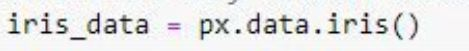 iris_data = px.data.iris()